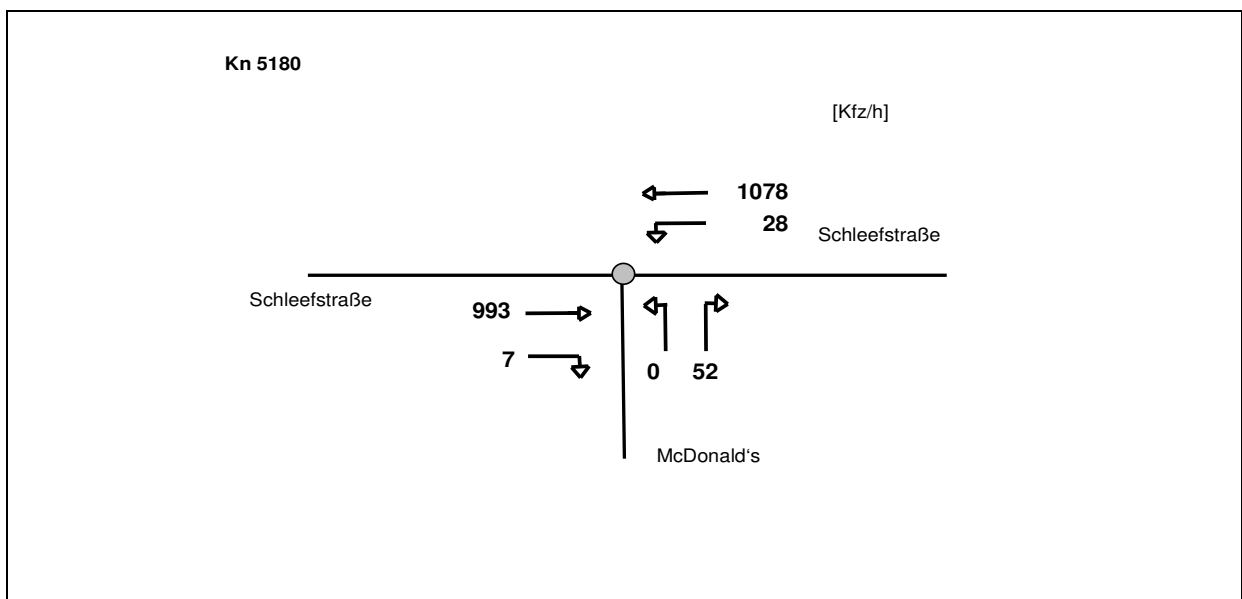 Kn 5180
[Kfz/h]
1078
28
Schleefstraße
Schleefstraße
993
7
0 52
McDonald‘s